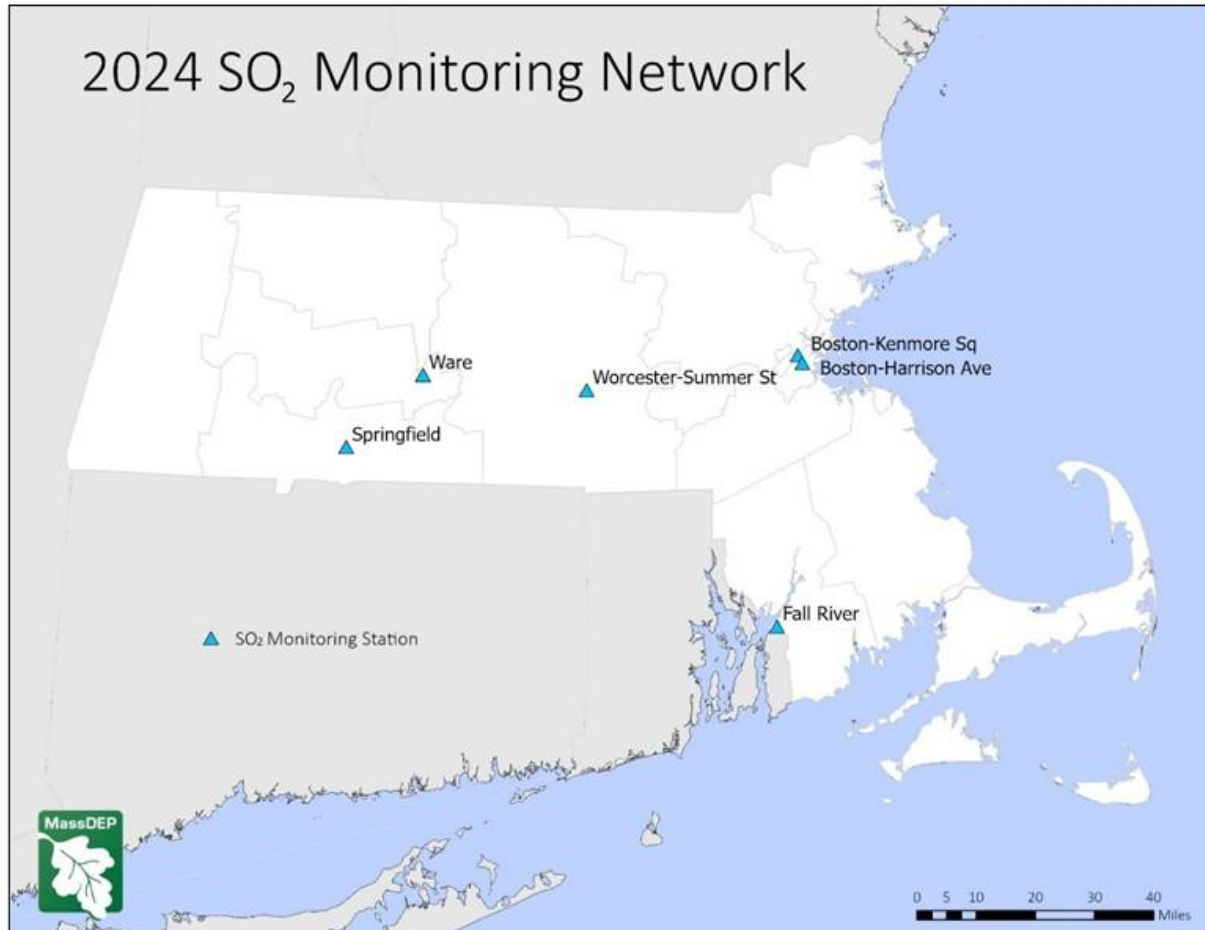 2024 SO₂ Monitoring Network
Boston-Kenmore Sq
Boston-Harrison Ave
Ware
Worcester-Summer St
Springfield
Fall River
SO₂ Monitoring Station
MassDEP
0 5 10 20 30 40
Miles